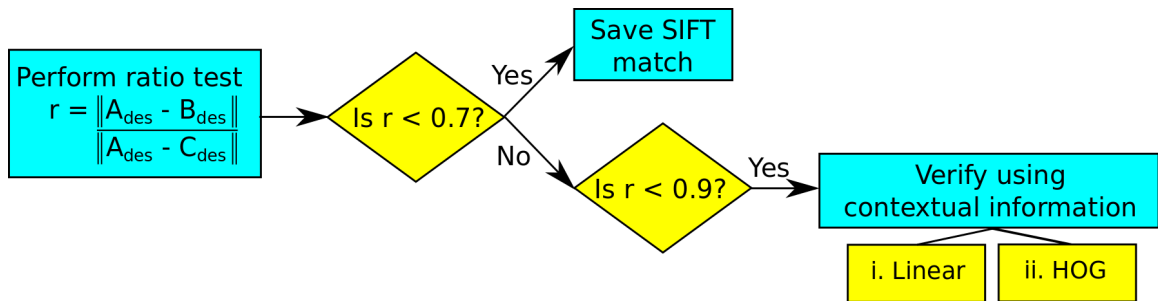 Perform ratio test
r = ‖A_des - B_des‖
‖A_des - C_des‖
Is r < 0.7?
Yes
Save SIFT
match
No
Is r < 0.9?
Yes
Verify using
contextual information
i. Linear
ii. HOG